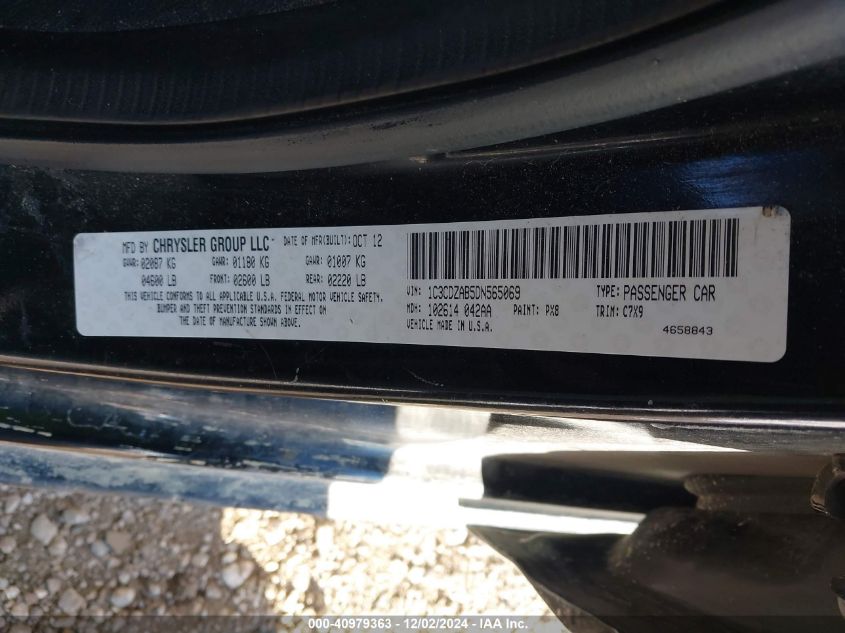 MFD BY CHRYSLER GROUP LLC DATE OF MFR(BUILT): OCT 12
GVWR: 02087 KG GAWR: 01180 KG GAWR: 01007 KG
04600 LB FRONT: 02600 LB REAR: 02220 LB
THIS VEHICLE CONFORMS TO ALL APPLICABLE U.S.A. FEDERAL MOTOR VEHICLE SAFETY,
BUMPER AND THEFT PREVENTION STANDARDS IN EFFECT ON
THE DATE OF MANUFACTURE SHOWN ABOVE.
VIN: 1C3CDZAB5DN565069 TYPE: PASSENGER CAR
MDH: 102614 042AA PAINT: PX8 TRIM: C7X9
VEHICLE MADE IN U.S.A.
4658843
000-40979363 - 12/02/2024 - IAA Inc.